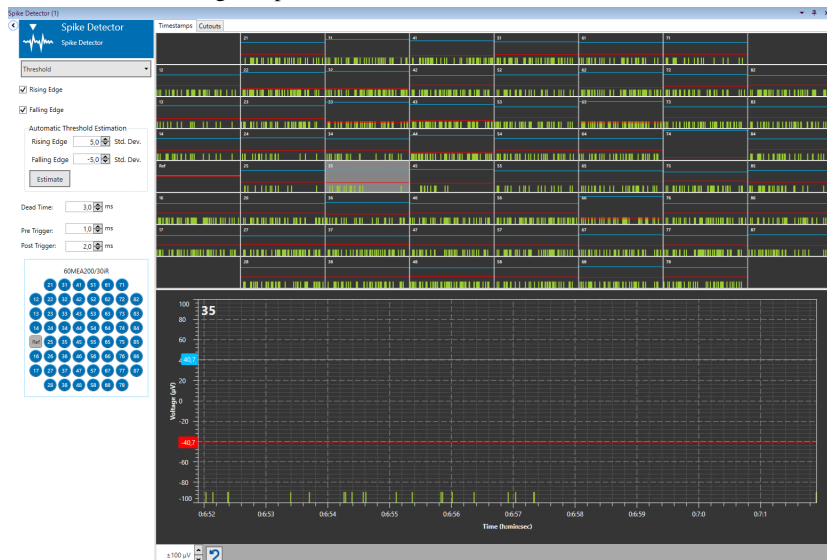 Spike Detector (1)
Spike Detector
Spike Detector
Threshold
Rising Edge
Falling Edge
Automatic Threshold Estimation
Rising Edge 5,0 Std. Dev.
Falling Edge -5,0 Std. Dev.
Estimate
Dead Time: 3,0 ms
Pre Trigger: 1,0 ms
Post Trigger: 2,0 ms
60MEA200/30iR
21 31 41 51 61 71
12 22 32 42 52 62 72 82
13 23 33 43 53 63 73 83
14 24 34 44 54 64 74 84
Ref 25 35 45 55 65 75 85
16 26 36 46 56 66 76 86
17 27 37 47 57 67 77 87
28 38 48 58 68 78
Timestamps Cutouts
21 31 41 51 61 71
12 22 32 42 52 62 72 82
13 23 33 43 53 63 73 83
14 24 34 44 54 64 74 84
Ref 25 35 45 55 65 75 85
16 26 36 46 56 66 76 86
17 27 37 47 57 67 77 87
28 38 48 58 68 78
35
100
80
60
40,7
20
0
-20
-40,7
-60
-80
-100
Voltage (µV)
0:6:52 0:6:53 0:6:54 0:6:55 0:6:56 0:6:57 0:6:58 0:6:59 0:7:0 0:7:1
Time (h:min:sec)
±100 µV